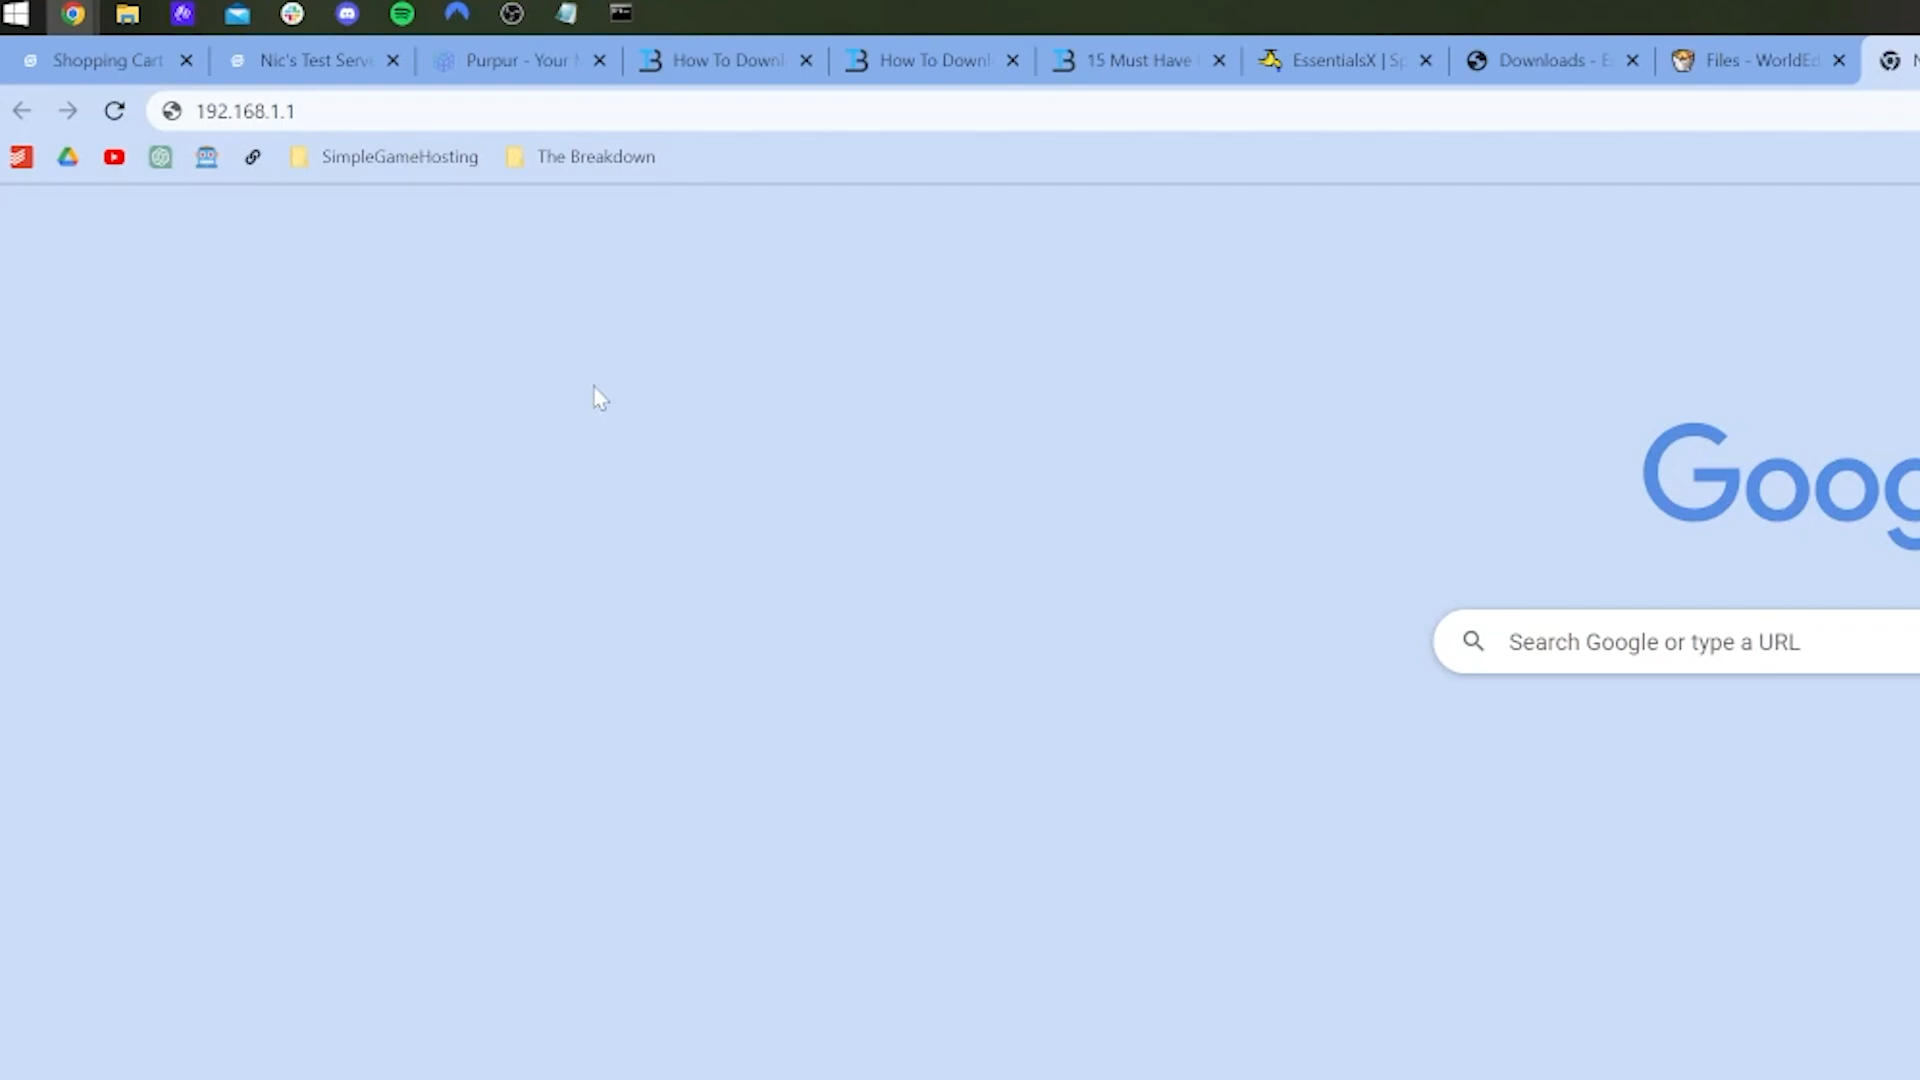 Shopping Cart
Nic's Test Serv
Purpur - Your
How To Downl
How To Downl
15 Must Have
EssentialsX | Sp
Downloads - E
Files - WorldEd
192.168.1.1
SimpleGameHosting
The Breakdown
Goog
Search Google or type a URL